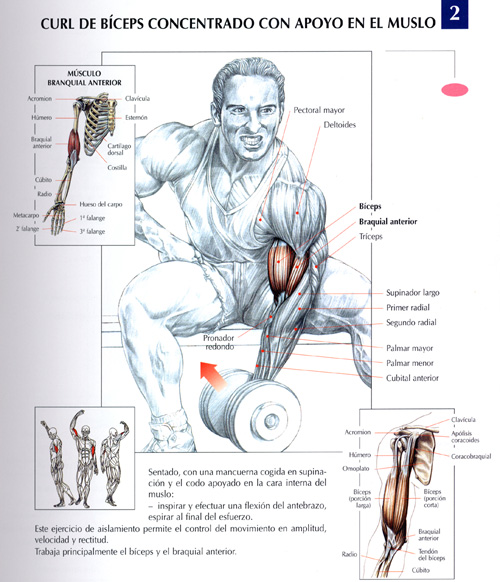 CURL DE BÍCEPS CONCENTRADO CON APOYO EN EL MUSLO
2
MÚSCULO
BRANQUIAL ANTERIOR
Acromion
Clavícula
Húmero
Esternón
Braquial
anterior
Cartílago
dorsal
Costilla
Cúbito
Radio
Hueso del carpo
Metacarpo
1ª falange
2ª falange
3ª falange
Pectoral mayor
Deltoides
Bíceps
Braquial anterior
Tríceps
Supinador largo
Primer radial
Segundo radial
Pronador
redondo
Palmar mayor
Palmar menor
Cubital anterior
Sentado, con una mancuerna cogida en supina-
ción y el codo apoyado en la cara interna del
muslo:
– inspirar y efectuar una flexión del antebrazo,
espirar al final del esfuerzo.
Este ejercicio de aislamiento permite el control del movimiento en amplitud,
velocidad y rectitud.
Trabaja principalmente el bíceps y el braquial anterior.
Clavícula
Acromion
Apófisis
coracoides
Húmero
Coracobraquial
Omoplato
Bíceps
(porción
larga)
Bíceps
(porción
corta)
Braquial
anterior
Radio
Tendón
del bíceps
Cúbito